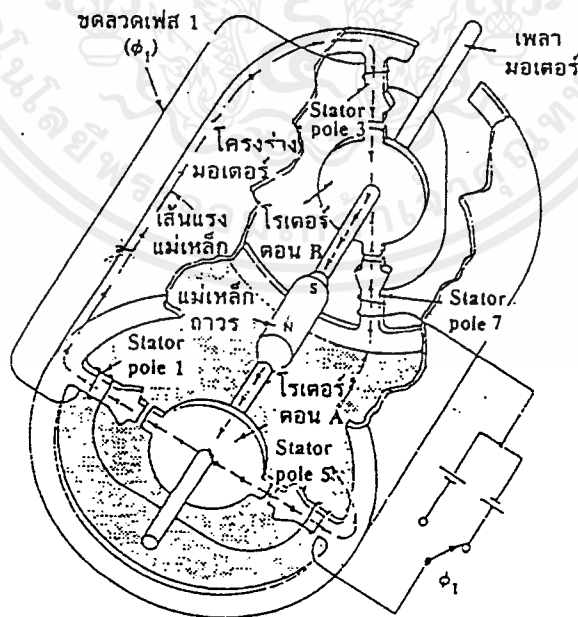 ขดลวดเฟส 1
(φ₁)
เพลา
มอเตอร์
Stator
pole 3
โครงร่าง
มอเตอร์
เส้นแรง
แม่เหล็ก
โรเตอร์
ตอน B
S
แม่เหล็ก
ถาวร
N
Stator
pole 7
Stator
pole 1
โรเตอร์
ตอน A
Stator
pole 5
φ₁